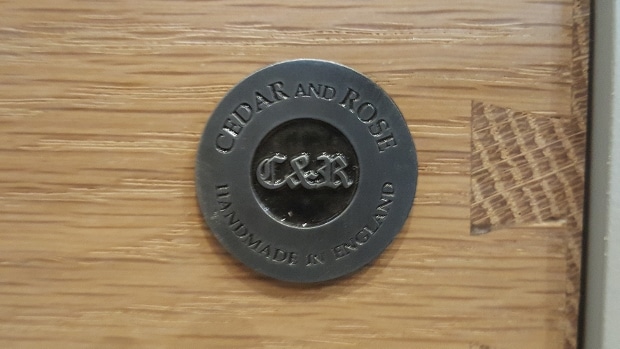 CEDAR AND ROSE
C&R
HANDMADE IN ENGLAND